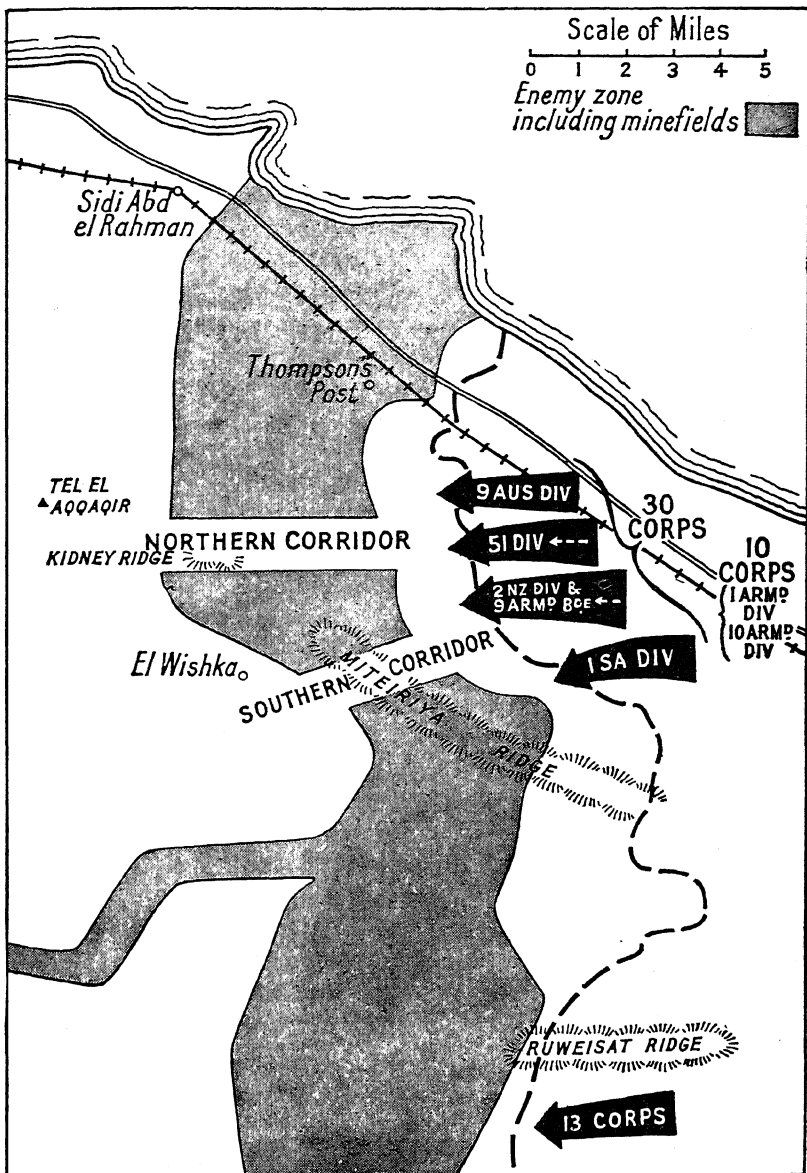 Scale of Miles
0 1 2 3 4 5
Enemy zone
including minefields
Sidi Abd
el Rahman
Thompson's
Post
TEL EL
AQQAQIR
9 AUS DIV
30
CORPS
NORTHERN CORRIDOR
51 DIV
10
CORPS
KIDNEY RIDGE
2 NZ DIV &
9 ARMD BDE
1 ARMD
DIV
10 ARMD
DIV
El Wishka
1 SA DIV
SOUTHERN CORRIDOR
MITEIRIYA RIDGE
RUWEISAT RIDGE
13 CORPS